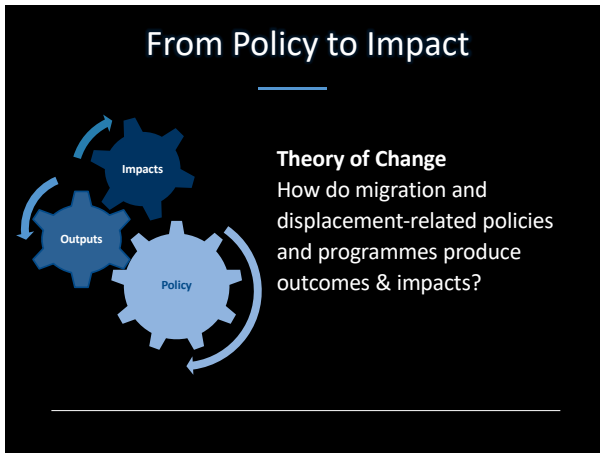 From Policy to Impact
Impacts
Outputs
Policy
Theory of Change
How do migration and
displacement-related policies
and programmes produce
outcomes & impacts?